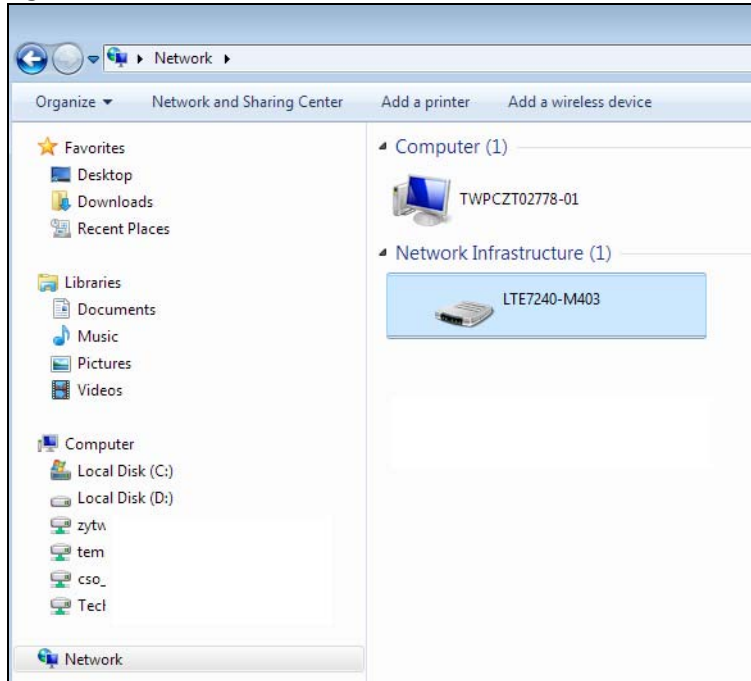 Network
Organize Network and Sharing Center Add a printer Add a wireless device
Favorites
Desktop
Downloads
Recent Places
Libraries
Documents
Music
Pictures
Videos
Computer
Local Disk (C:)
Local Disk (D:)
tem
cso_
Network
Computer (1)
TWPCZT02778-01
Network Infrastructure (1)
LTE7240-M403